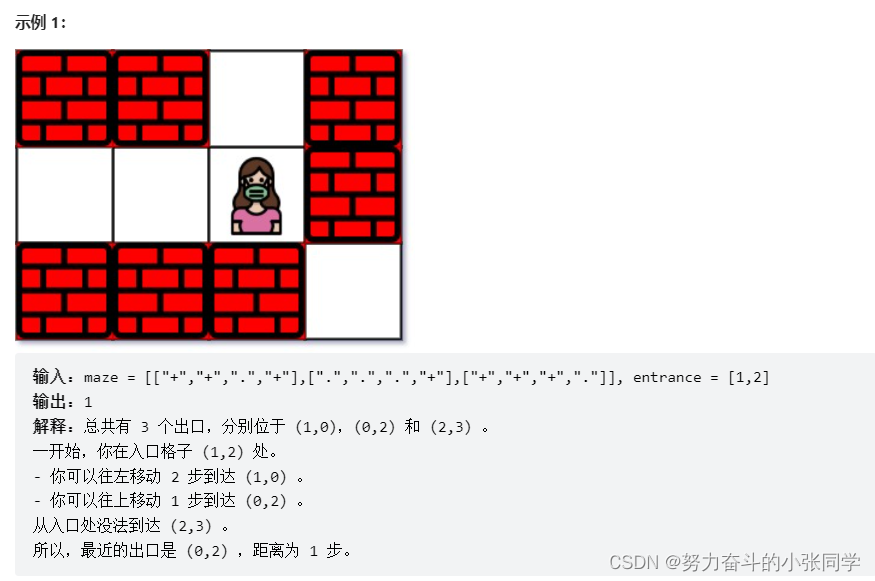 示例 1:
输入：maze = [["+","+",".","+"],[".",".",".","+"],["+","+","+","."]], entrance = [1,2]
输出：1
解释：总共有 3 个出口，分别位于 (1,0)，(0,2) 和 (2,3) 。
一开始，你在入口格子 (1,2) 处。
- 你可以往左移动 2 步到达 (1,0) 。
- 你可以往上移动 1 步到达 (0,2) 。
从入口处没法到达 (2,3) 。
所以，最近的出口是 (0,2) ，距离为 1 步。
CSDN @努力奋斗的小张同学